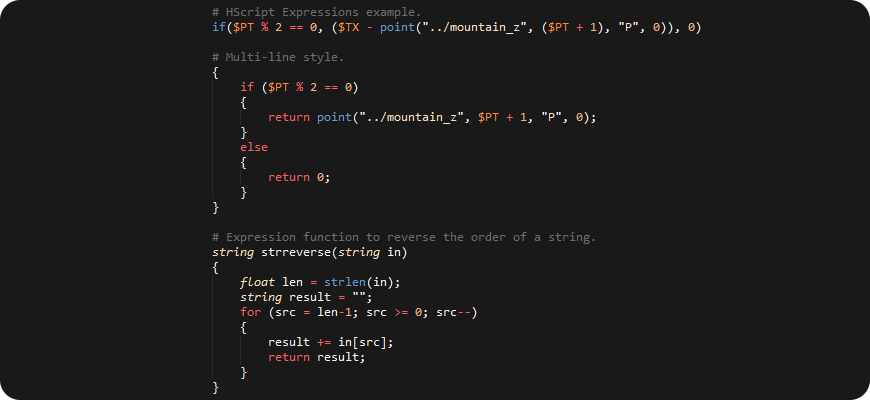 # HScript Expressions example.
if($PT % 2 == 0, ($TX - point("../mountain_z", ($PT + 1), "P", 0)), 0)
# Multi-line style.
{
if ($PT % 2 == 0)
{
return point("../mountain_z", $PT + 1, "P", 0);
}
else
{
return 0;
}
}
# Expression function to reverse the order of a string.
string strreverse(string in)
{
float len = strlen(in);
string result = "";
for (src = len-1; src >= 0; src--)
{
result += in[src];
return result;
}
}